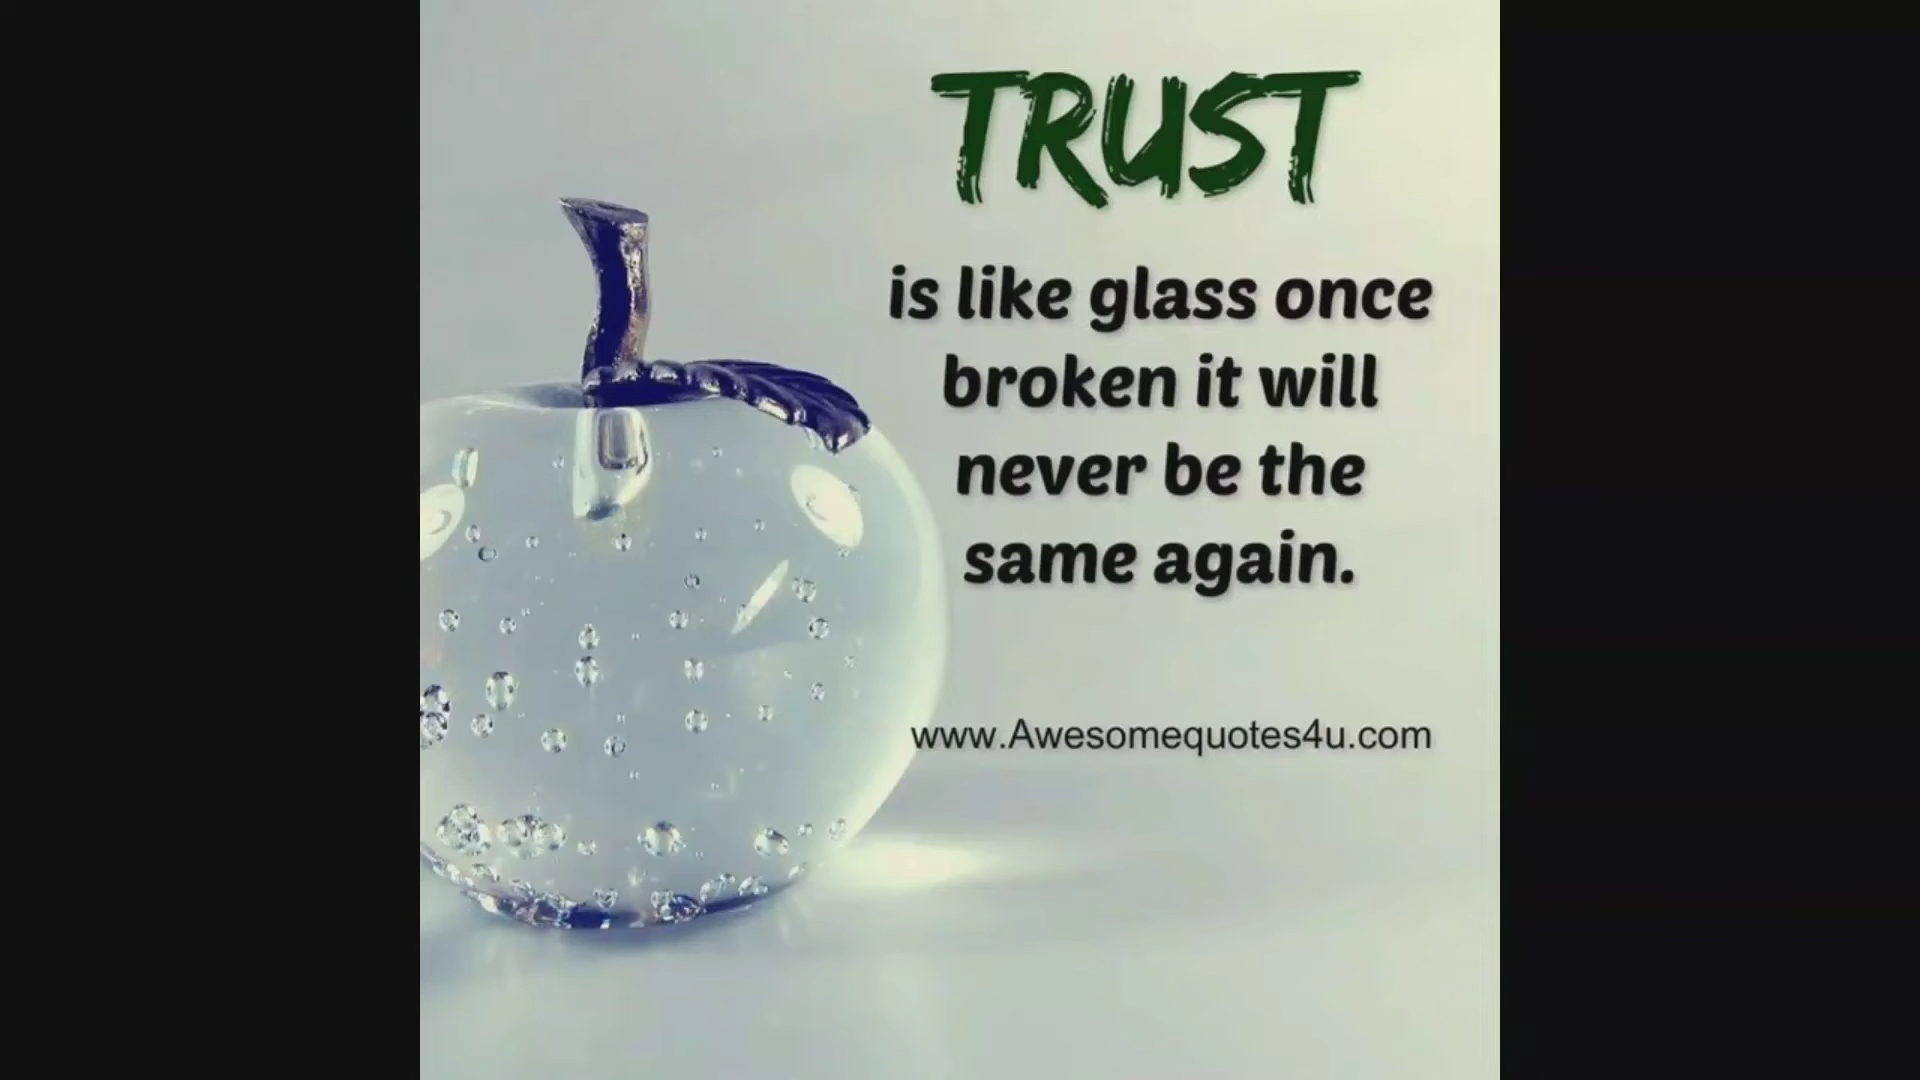 TRUST
is like glass once
broken it will
never be the
same again.
www.Awesomequotes4u.com